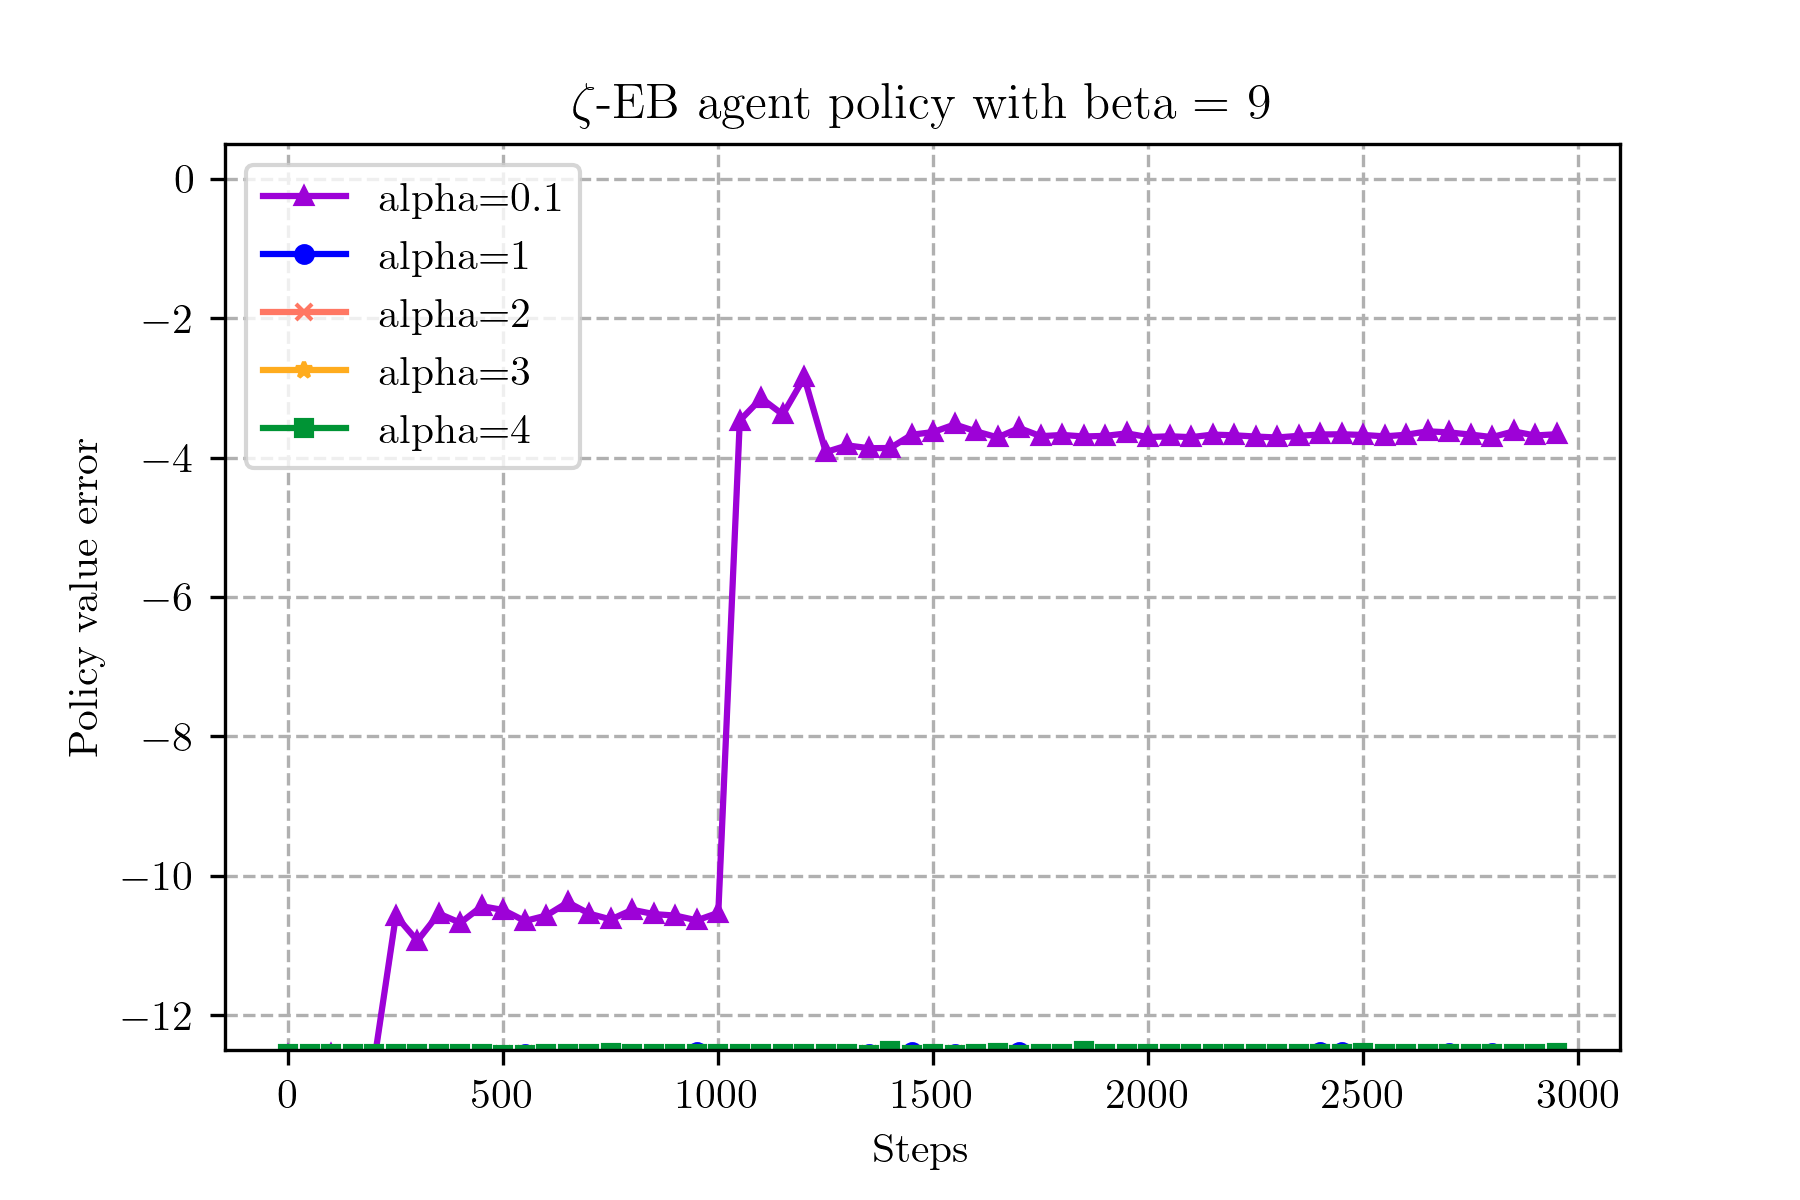 ζ-EB agent policy with beta = 9
alpha=0.1
alpha=1
alpha=2
alpha=3
alpha=4
Policy value error
0
−2
−4
−6
−8
−10
−12
0 500 1000 1500 2000 2500 3000
Steps